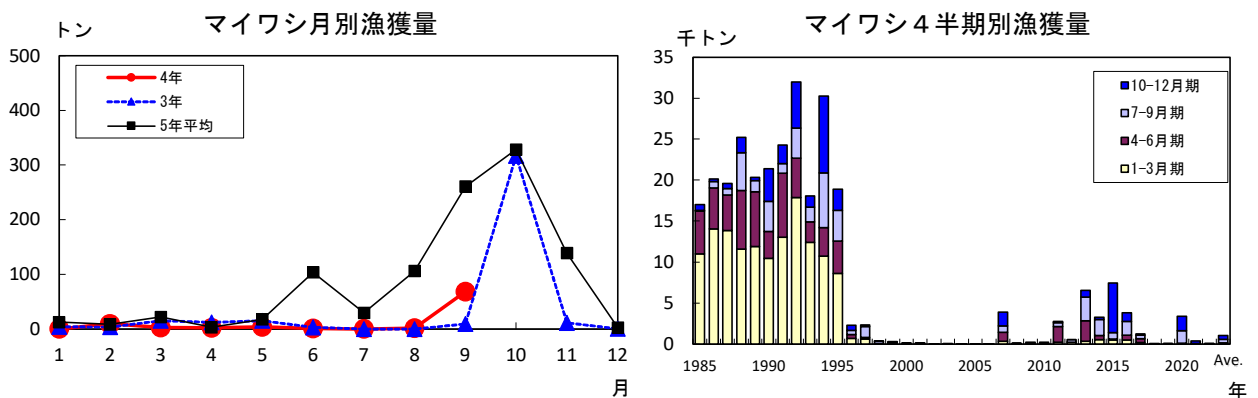 マイワシ月別漁獲量
トン
500
400
300
200
100
0
4年
3年
5年平均
1 2 3 4 5 6 7 8 9 10 11 12
月
マイワシ4半期別漁獲量
千トン
35
30
25
20
15
10
5
0
10-12月期
7-9月期
4-6月期
1-3月期
1985 1990 1995 2000 2005 2010 2015 2020 Ave.
年